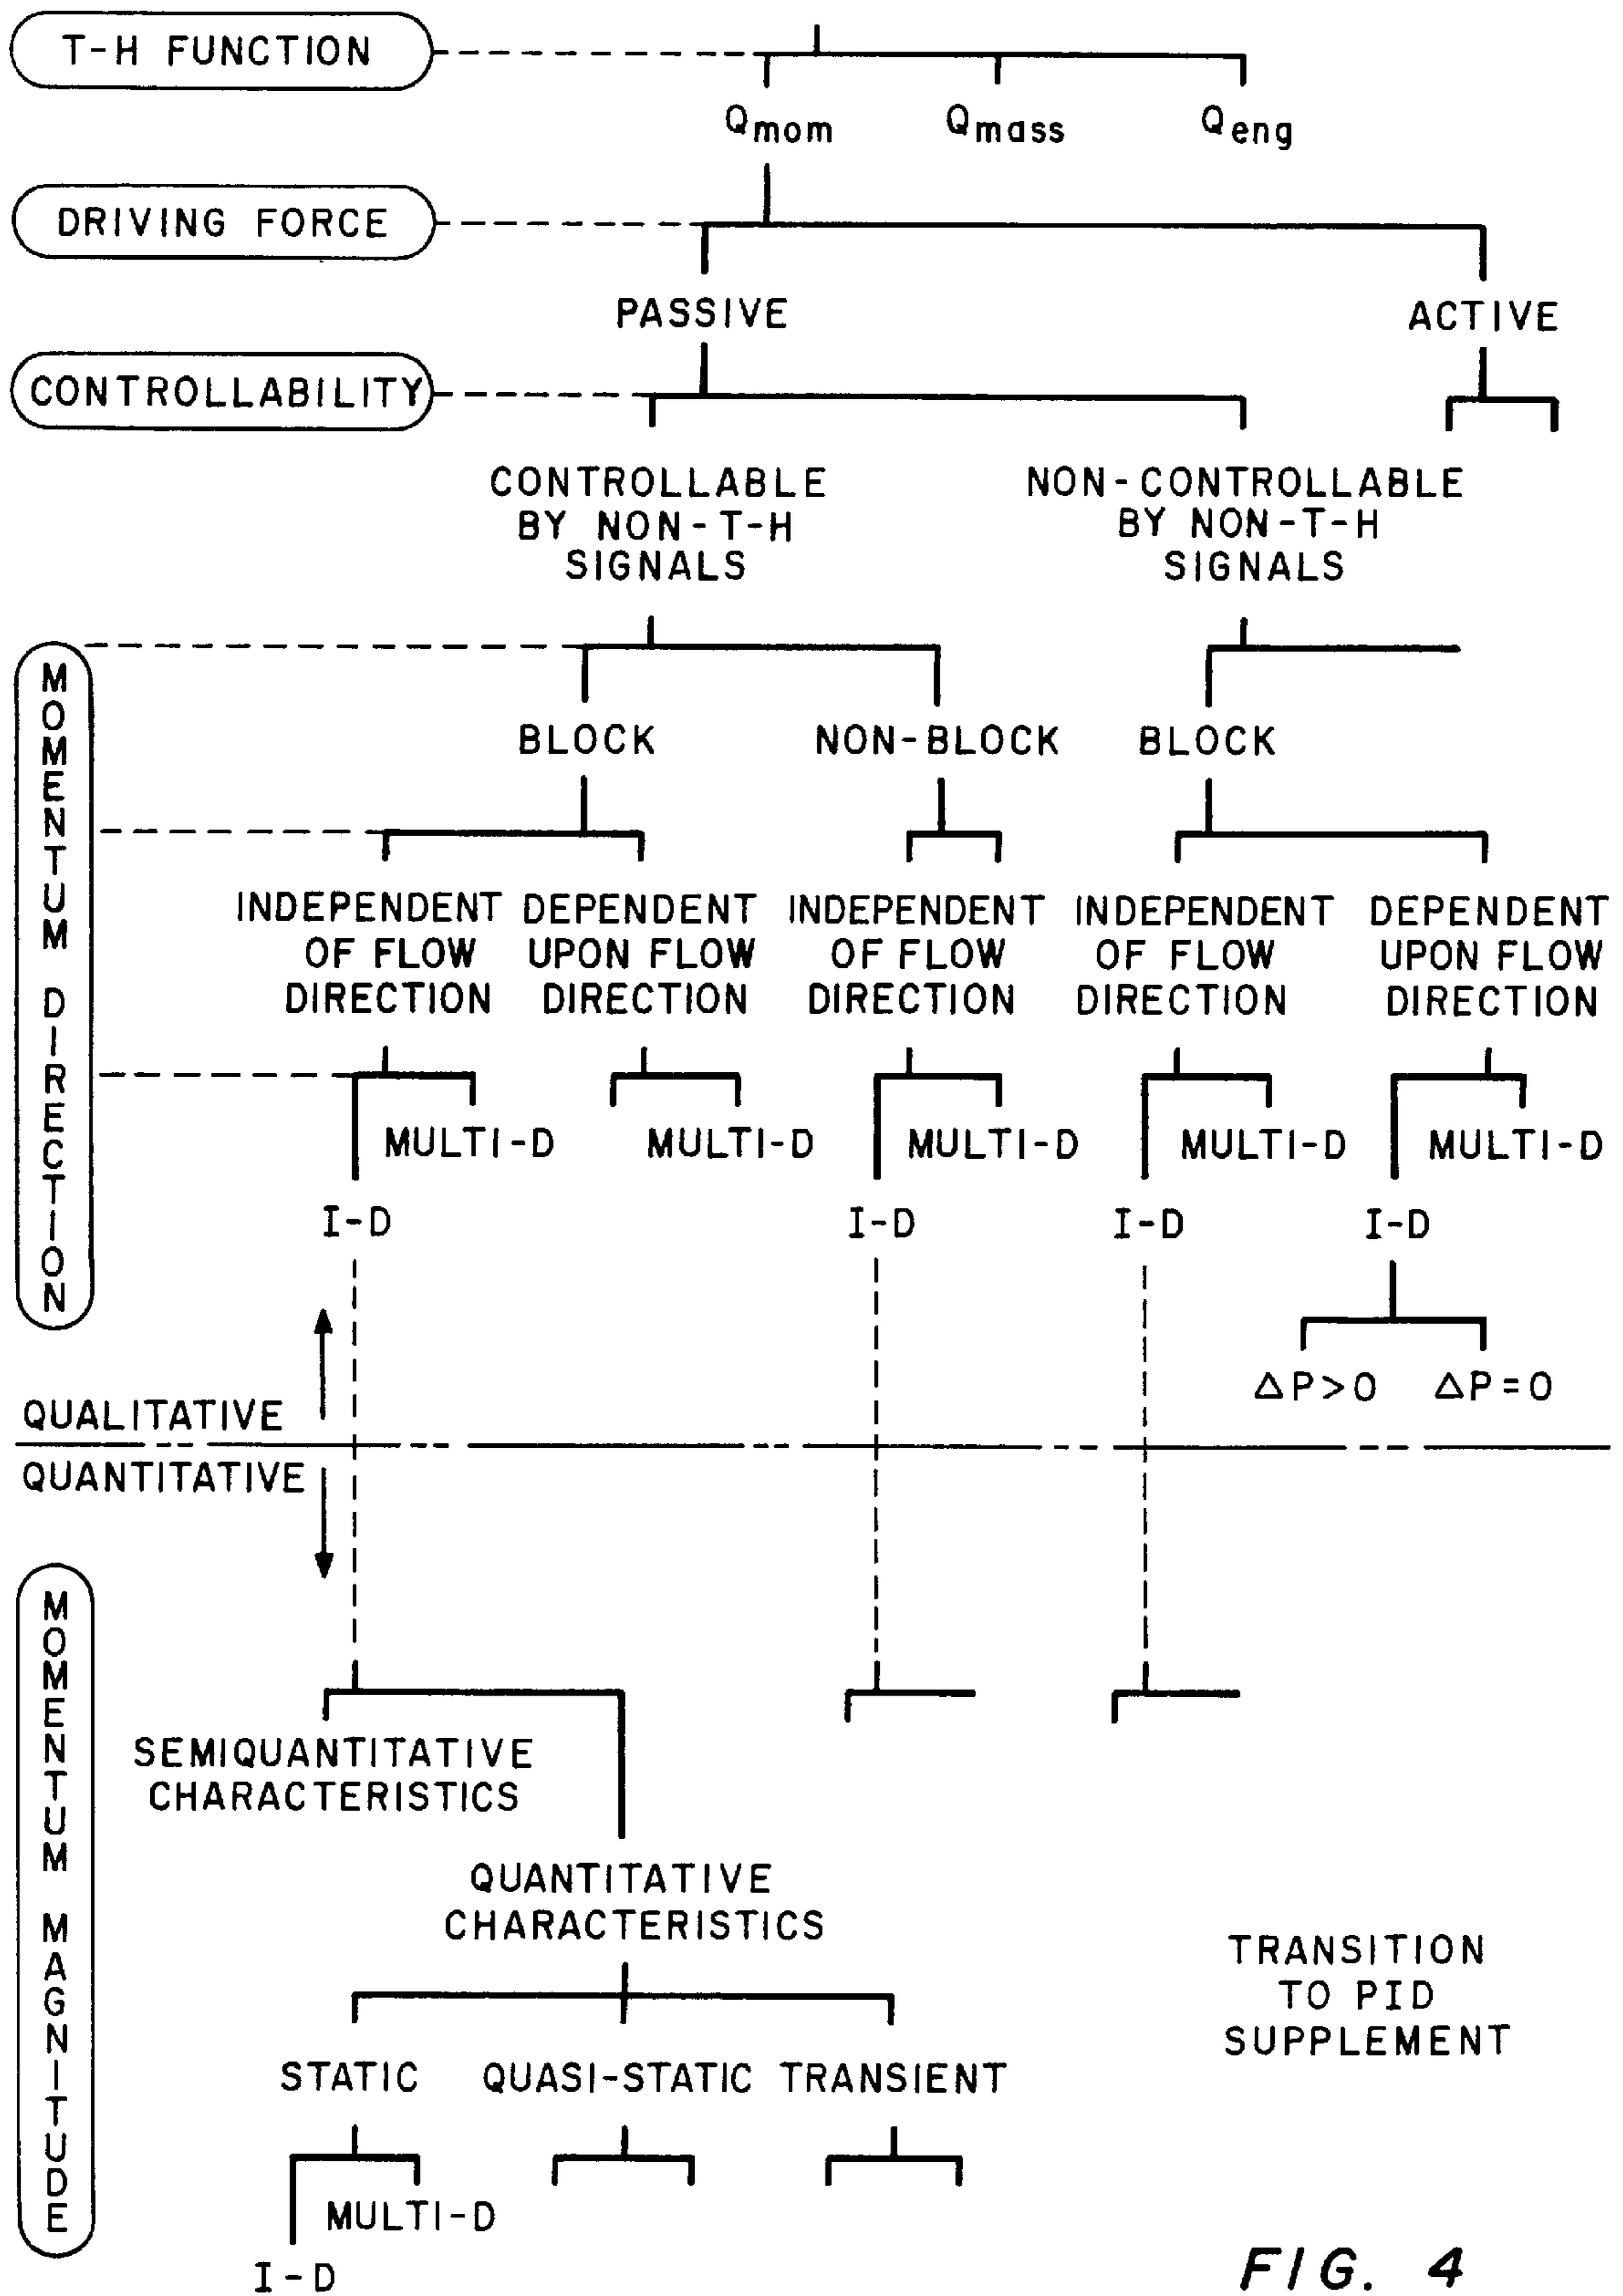 T-H FUNCTION
Qmom
Qmass
Qeng
DRIVING FORCE
PASSIVE
ACTIVE
CONTROLLABILITY
CONTROLLABLE
BY NON-T-H
SIGNALS
NON-CONTROLLABLE
BY NON-T-H
SIGNALS
MOMENTUM DIRECTION
BLOCK
NON-BLOCK
BLOCK
INDEPENDENT
OF FLOW
DIRECTION
DEPENDENT
UPON FLOW
DIRECTION
INDEPENDENT
OF FLOW
DIRECTION
INDEPENDENT
OF FLOW
DIRECTION
DEPENDENT
UPON FLOW
DIRECTION
MULTI-D
MULTI-D
MULTI-D
MULTI-D
MULTI-D
I-D
I-D
I-D
I-D
ΔP>0
ΔP=0
QUALITATIVE
QUANTITATIVE
MOMENTUM MAGNITUDE
SEMIQUANTITATIVE
CHARACTERISTICS
QUANTITATIVE
CHARACTERISTICS
TRANSITION
TO PID
SUPPLEMENT
STATIC
QUASI-STATIC
TRANSIENT
MULTI-D
I-D
FIG. 4